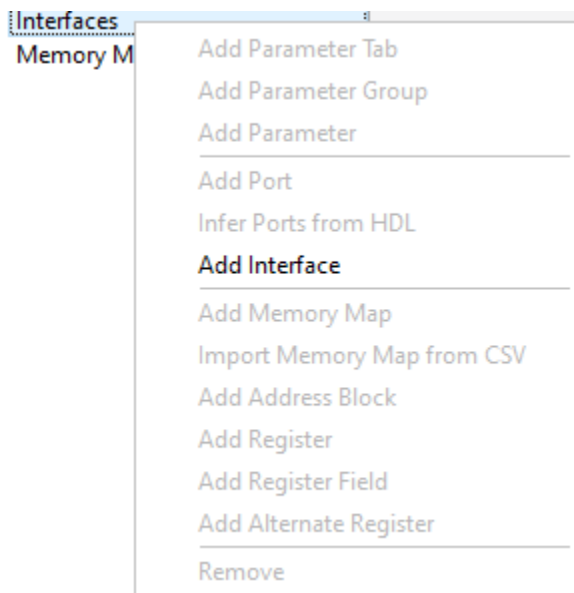 Interfaces
Memory M
Add Parameter Tab
Add Parameter Group
Add Parameter
Add Port
Infer Ports from HDL
Add Interface
Add Memory Map
Import Memory Map from CSV
Add Address Block
Add Register
Add Register Field
Add Alternate Register
Remove